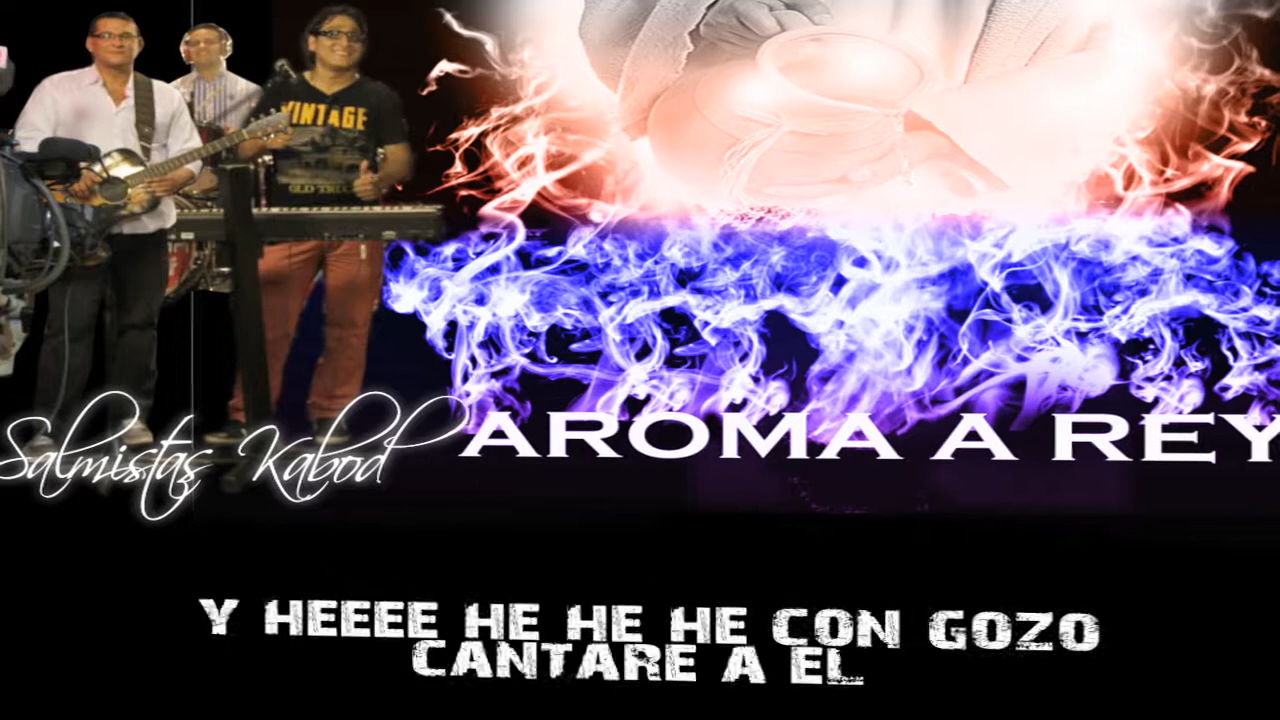 VINTAGE
Salmistas Kabod
AROMA A REY
Y HEEEE HE HE HE CON GOZO
CANTARE A EL